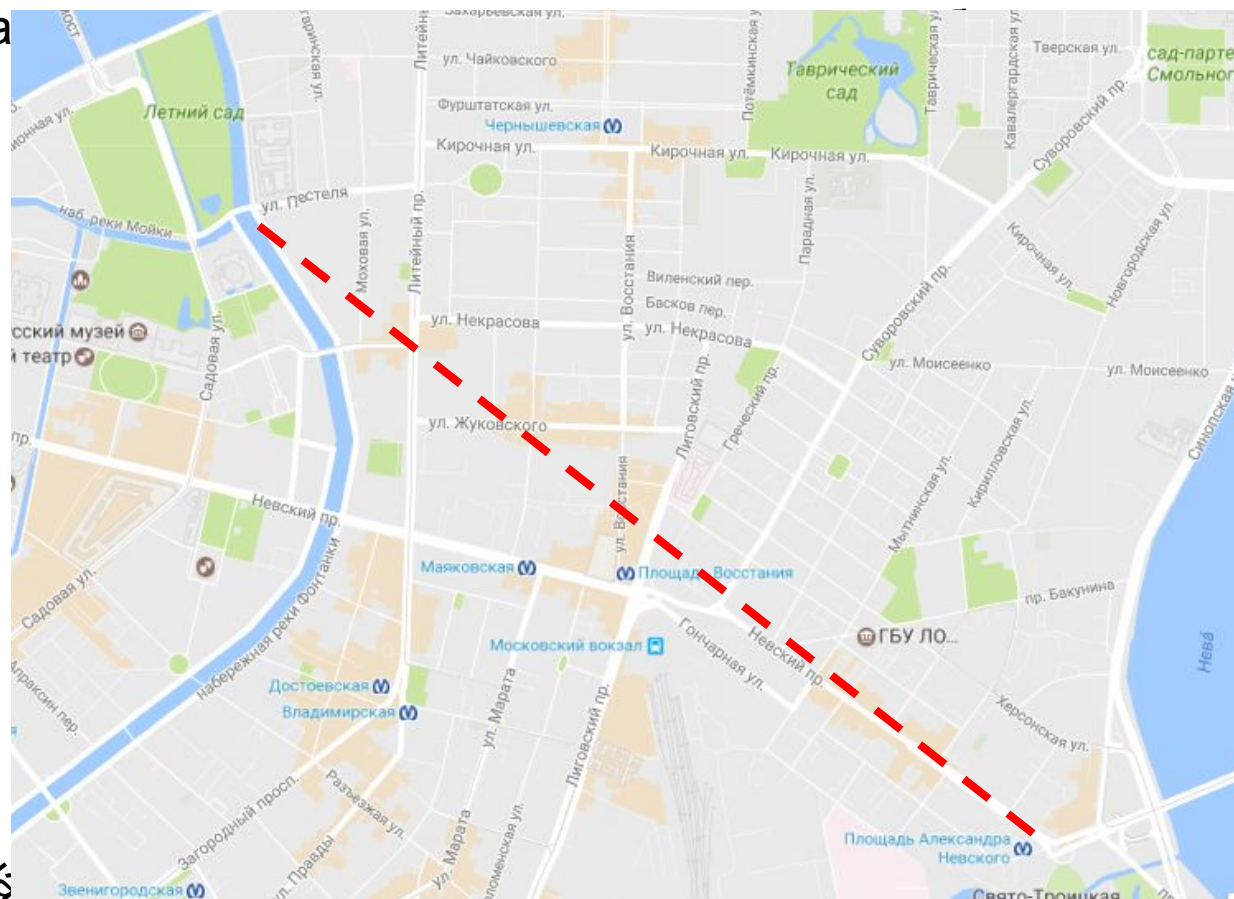 а
мост
Захарьевская ул.
ул. Чайковского
Фурштатская ул.
Чернышевская
Кирочная ул.
Кирочная ул.
Кирочная ул.
Таврический
сад
Таврическая ул.
Потёмкинская
Тверская ул.
сад-парте
Смольног
Кавалергардская ул.
Суворовский пр.
Летний сад
ул. Пестеля
наб. реки Мойки
Моховая ул.
Литейный пр.
ул. Восстания
Виленский пер.
Басков пер.
ул. Некрасова
ул. Некрасова
Парадная ул.
Кирочная ул.
Новгородская ул.
Суворовский пр.
ул. Моисеенко
ул. Моисеенко
Синопская
сский музей
й театр
Садовая ул.
ул. Жуковского
Лиговский пр.
Греческий пр.
Мытнинская ул.
Кирилловская ул.
пр.
Невский пр.
ул. Восстания
Маяковская
Площадь Восстания
пр. Бакунина
Садовая ул.
набережная реки Фонтанки
Московский вокзал
Гончарная ул.
Невский пр.
ГБУ ЛО...
Нева
Апраксин пер.
Достоевская
Владимирская
ул. Марата
Лиговский пр.
Херсонская ул.
Загородный просп.
Разъезжая ул.
ул. Правды
ул. Марата
Площадь Александра
Невского
Звенигородская
Свято-Троицкая